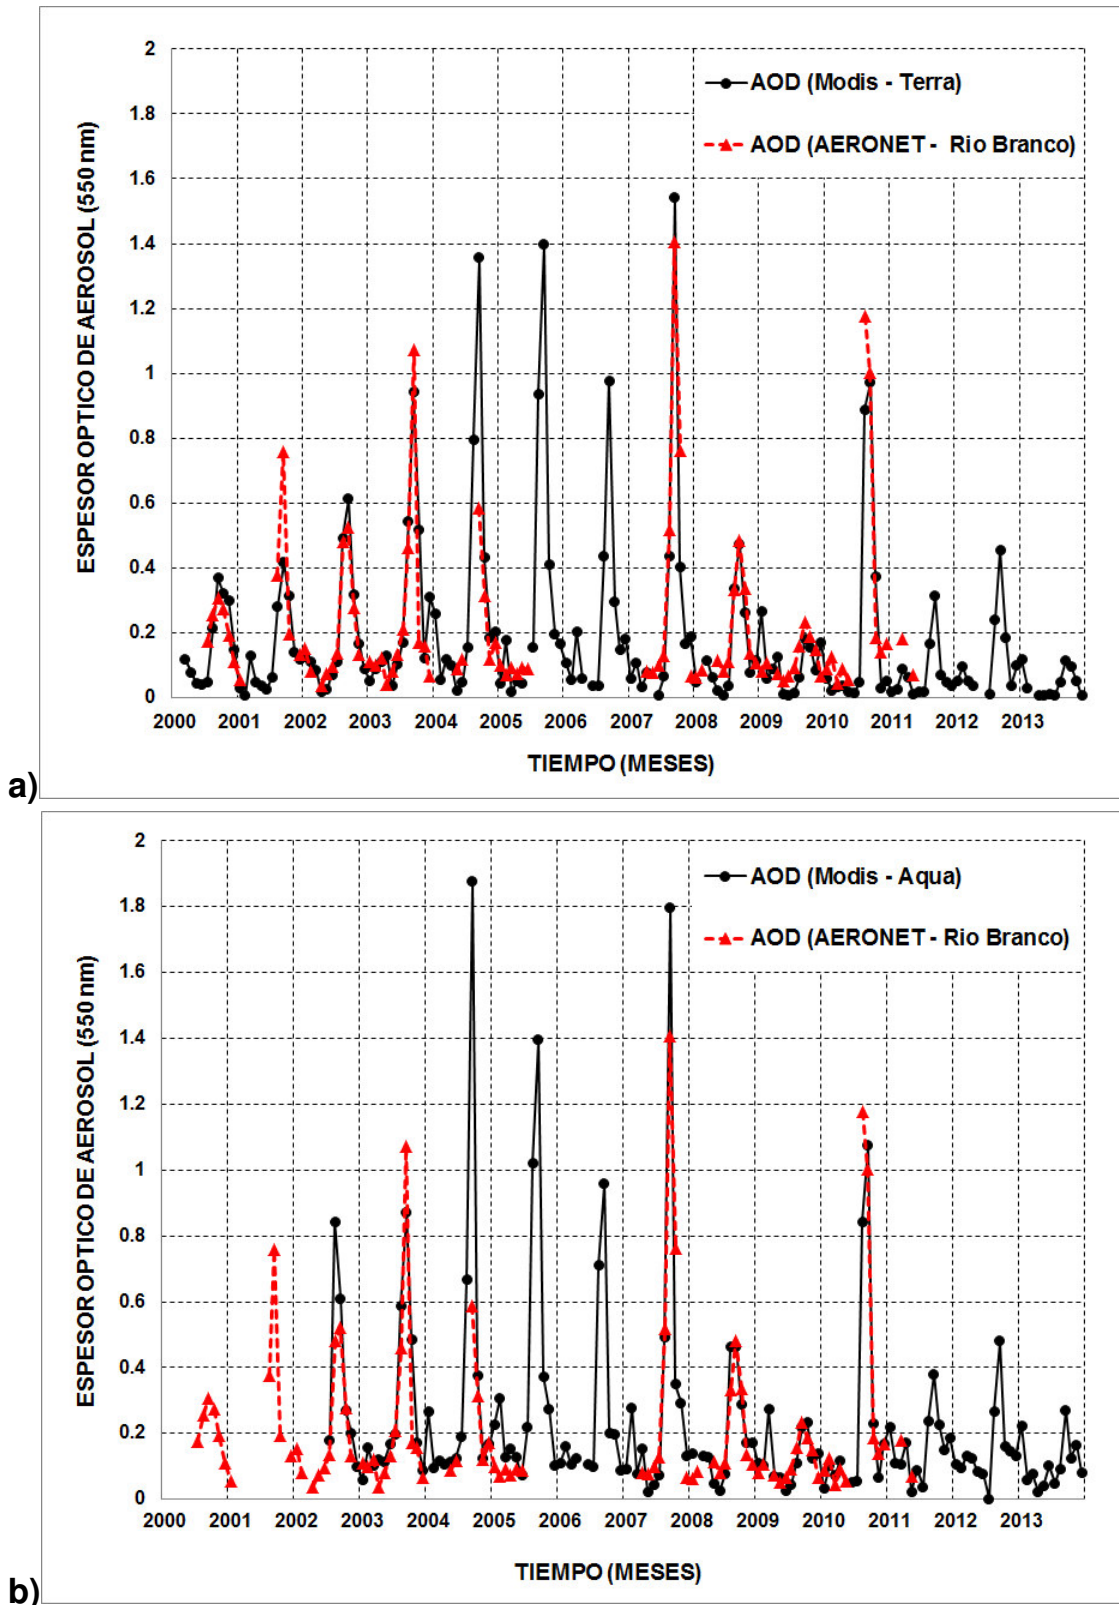 2
1.8
1.6
1.4
1.2
1
0.8
0.6
0.4
0.2
0
ESPESOR OPTICO DE AEROSOL (550 nm)
AOD (Modis - Terra)
AOD (AERONET - Rio Branco)
2000 2001 2002 2003 2004 2005 2006 2007 2008 2009 2010 2011 2012 2013
TIEMPO (MESES)
a)
2
1.8
1.6
1.4
1.2
1
0.8
0.6
0.4
0.2
0
ESPESOR OPTICO DE AEROSOL (550 nm)
AOD (Modis - Aqua)
AOD (AERONET - Rio Branco)
2000 2001 2002 2003 2004 2005 2006 2007 2008 2009 2010 2011 2012 2013
TIEMPO (MESES)
b)